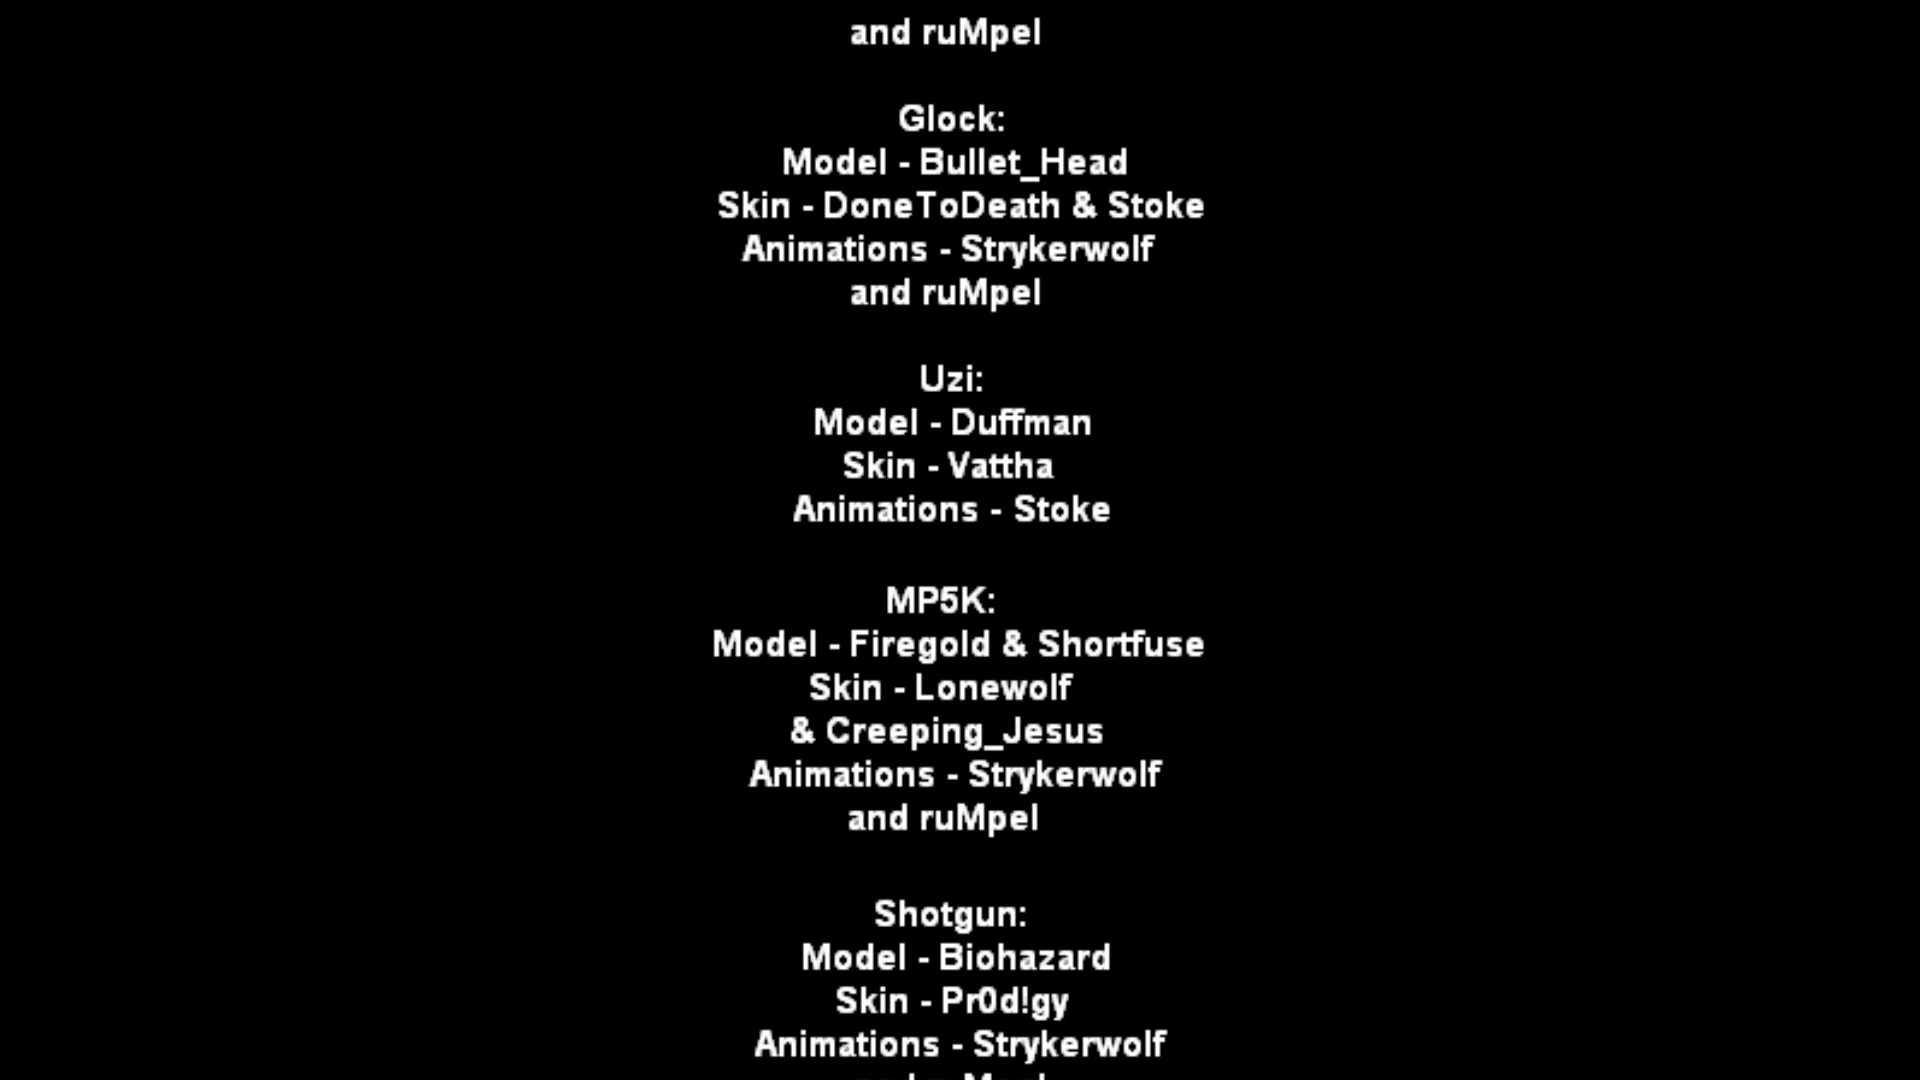 and ruMpel
Glock:
Model - Bullet_Head
Skin - DoneToDeath & Stoke
Animations - Strykerwolf
and ruMpel
Uzi:
Model - Duffman
Skin - Vattha
Animations - Stoke
MP5K:
Model - Firegold & Shortfuse
Skin - Lonewolf
& Creeping_Jesus
Animations - Strykerwolf
and ruMpel
Shotgun:
Model - Biohazard
Skin - Pr0d!gy
Animations - Strykerwolf